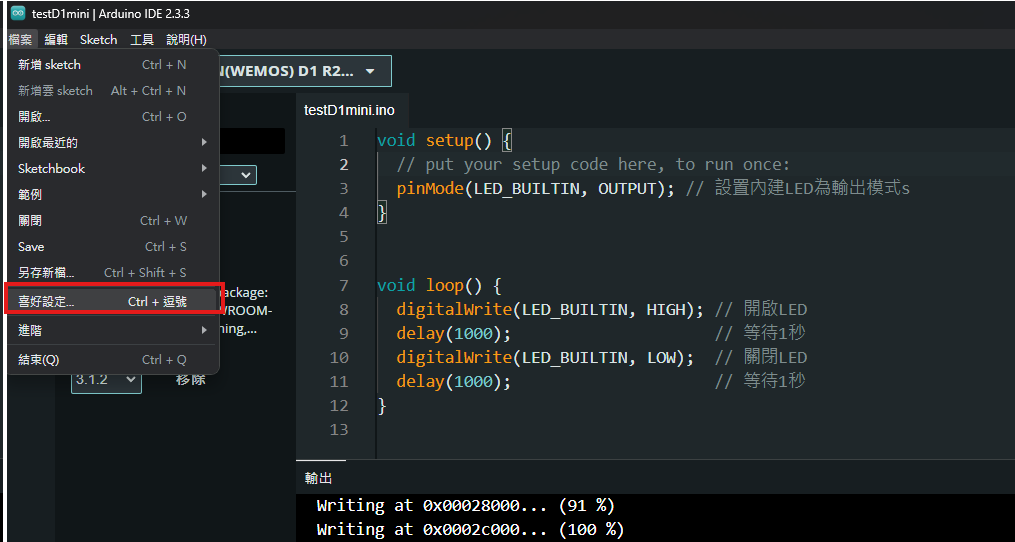 testD1mini | Arduino IDE 2.3.3
檔案 編輯 Sketch 工具 說明(H)
新增 sketch Ctrl + N
新增雲 sketch Alt + Ctrl + N
開啟... Ctrl + O
開啟最近的
Sketchbook
範例
關閉 Ctrl + W
Save Ctrl + S
另存新檔... Ctrl + Shift + S
喜好設定... Ctrl + 逗號
進階
結束(Q) Ctrl + Q
N(WEMOS) D1 R2...
ackage:
VROOM-
ning,...
3.1.2 移除
testD1mini.ino
1 void setup() {
2 // put your setup code here, to run once:
3 pinMode(LED_BUILTIN, OUTPUT); // 設置內建LED為輸出模式s
4 }
5
6
7 void loop() {
8 digitalWrite(LED_BUILTIN, HIGH); // 開啟LED
9 delay(1000); // 等待1秒
10 digitalWrite(LED_BUILTIN, LOW); // 關閉LED
11 delay(1000); // 等待1秒
12 }
13
輸出
Writing at 0x00028000... (91 %)
Writing at 0x0002c000... (100 %)